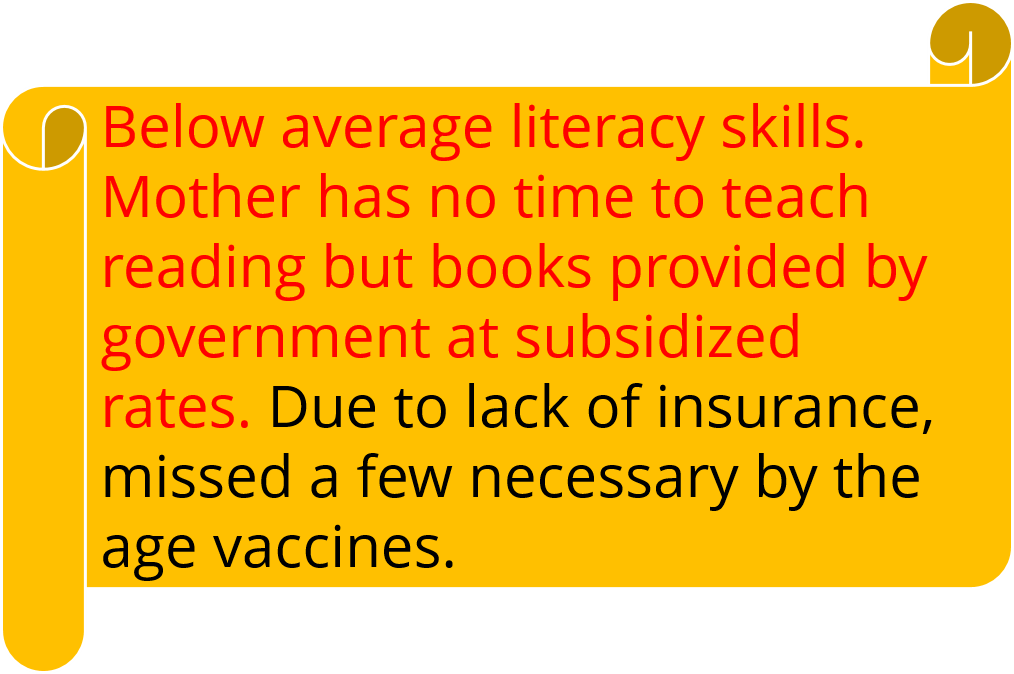 Below average literacy skills.
Mother has no time to teach
reading but books provided by
government at subsidized
rates. Due to lack of insurance,
missed a few necessary by the
age vaccines.